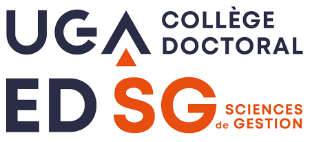 UGA COLLÈGE
DOCTORAL
ED SG SCIENCES
de GESTION